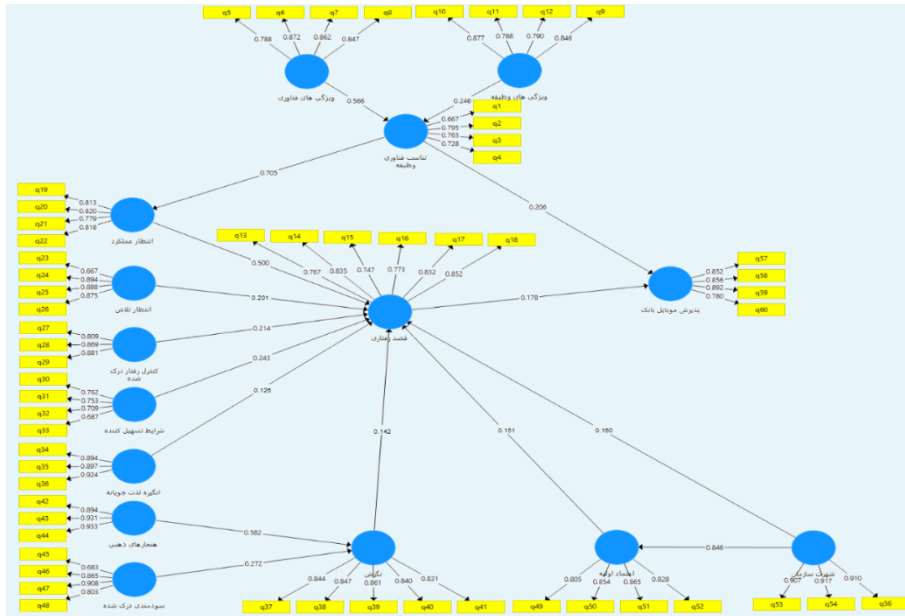 q5 q6 q7 q8 q10 q11 q12 q9
0.788 0.872 0.862 0.847 0.877 0.788 0.790 0.846
ویژگی های فناوری ویژگی های وظیفه
0.566 0.246
q1
q2
q3
q4
0.667
0.795
0.763
0.728
تناسب فناوری
وظیفه
0.705 0.206
q19
q20
q21
q22
0.813
0.820
0.779
0.818
انتظار عملکرد
0.500
q13 q14 q15 q16 q17 q18
0.767 0.835 0.747 0.773 0.832 0.852
q23
q24
q25
q26
0.667
0.894
0.888
0.875
انتظار تلاش
0.201
قصد رفتاری
0.178
q57
q58
q59
q60
0.852
0.856
0.892
0.780
پذیرش موبایل بانک
q27
q28
q29
0.809
0.869
0.881
کنترل رفتار درک
شده
0.214
q30
q31
q32
q33
0.762
0.753
0.709
0.687
شرایط تسهیل کننده
0.243
q34
q35
q36
0.894
0.897
0.924
انگیزه لذت جویانه
0.128
0.142 0.151 0.160
q42
q43
q44
0.894
0.931
0.933
هنجارهای ذهنی
0.582
q45
q46
q47
q48
0.683
0.865
0.908
0.803
سودمندی درک شده
0.272
نگرش
0.844 0.847 0.861 0.840 0.831
q37 q38 q39 q40 q41
اعتماد اولیه
0.805 0.854 0.865 0.828
q49 q50 q51 q52
0.846
شهرت سازمان
0.907 0.917 0.910
q53 q54 q56